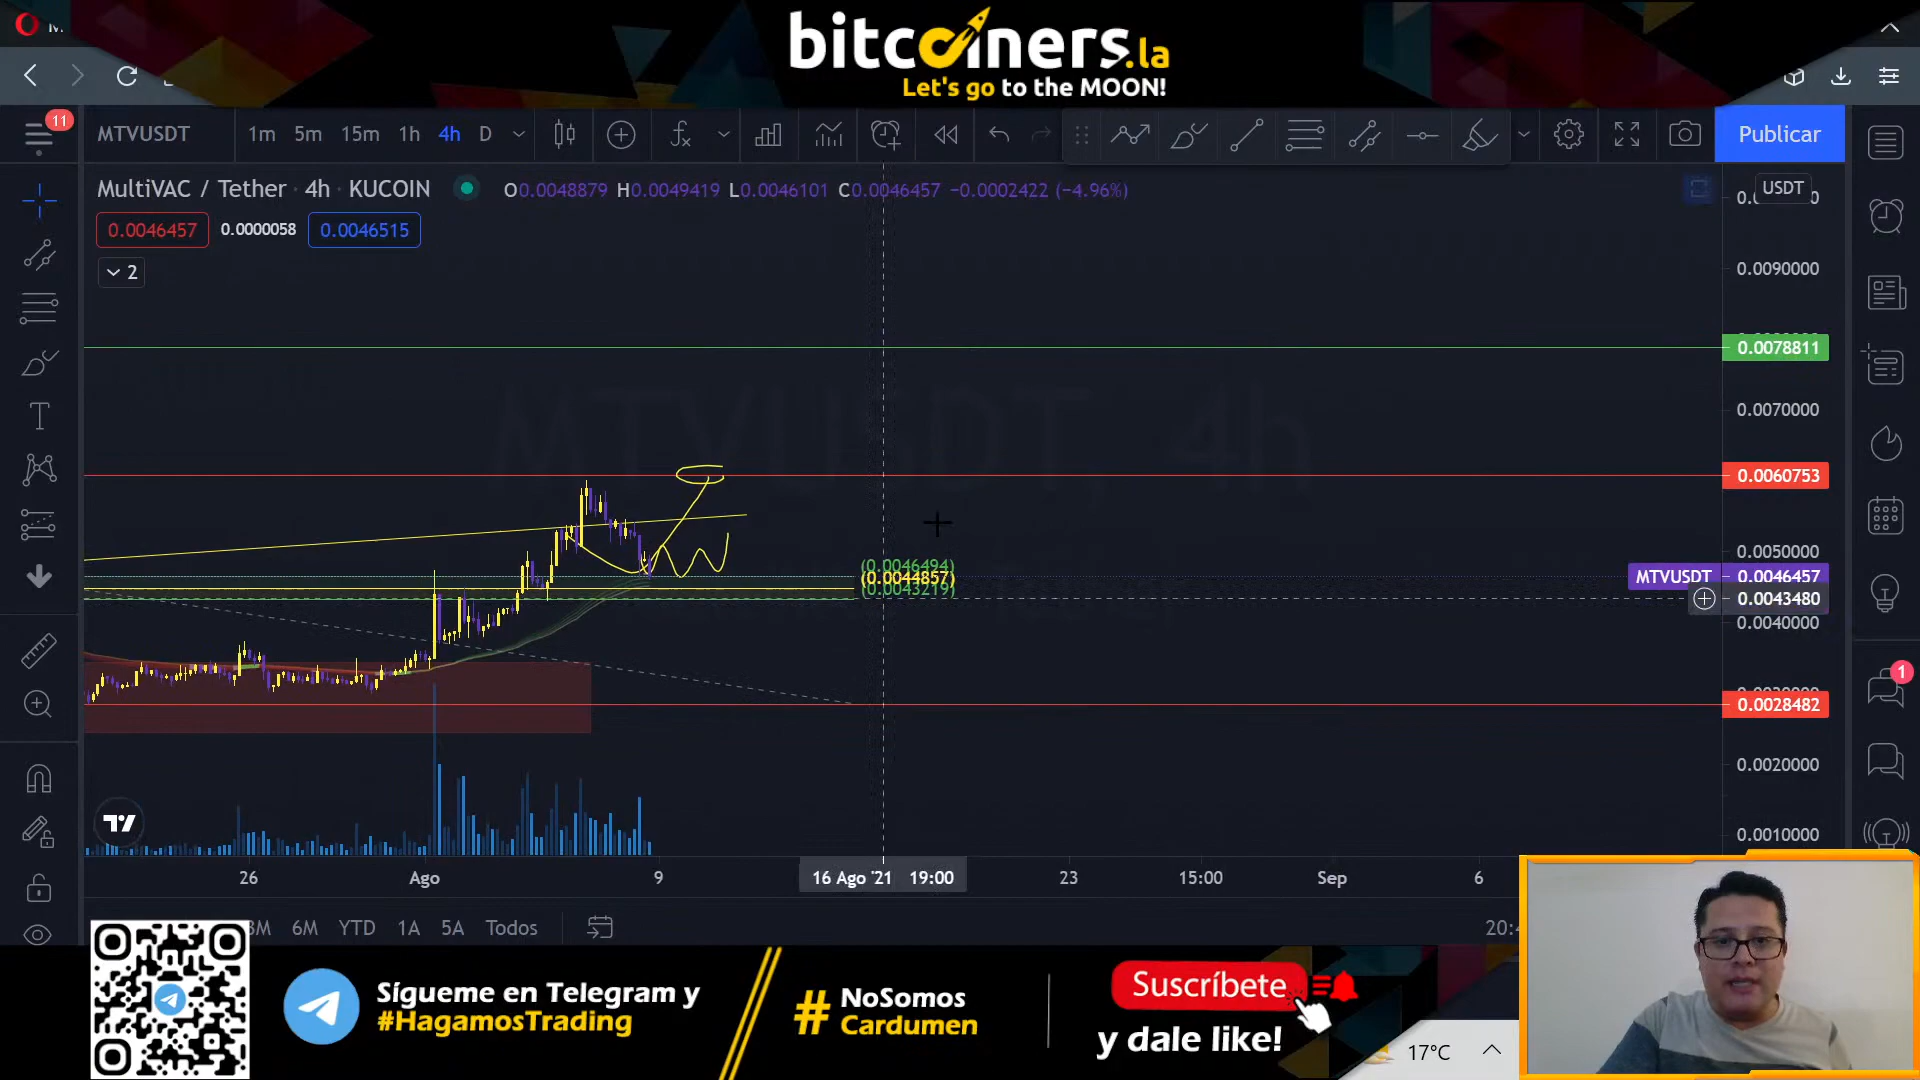 bitcoiners.la
Let's go to the MOON!
11
MTVUSDT
1m 5m 15m 1h 4h D
Publicar
MultiVAC / Tether · 4h · KUCOIN
O0.0048879 H0.0049419 L0.0046101 C0.0046457 −0.0002422 (−4.96%)
USDT
0.0046457 0.0000058 0.0046515
2
0.0090000
0.0078811
MTVUSDT, 4h
0.0070000
0.0060753
0.0050000
(0.0046494)
(0.0044857)
(0.0043219)
MTVUSDT 0.0046457
0.0043480
0.0040000
1
0.0028482
0.0020000
0.0010000
26 Ago 9 16 Ago '21 19:00 23 15:00 Sep 6
6M YTD 1A 5A Todos
Sígueme en Telegram y
#HagamosTrading
# NoSomos
Cardumen
Suscríbete
y dale like!
17°C